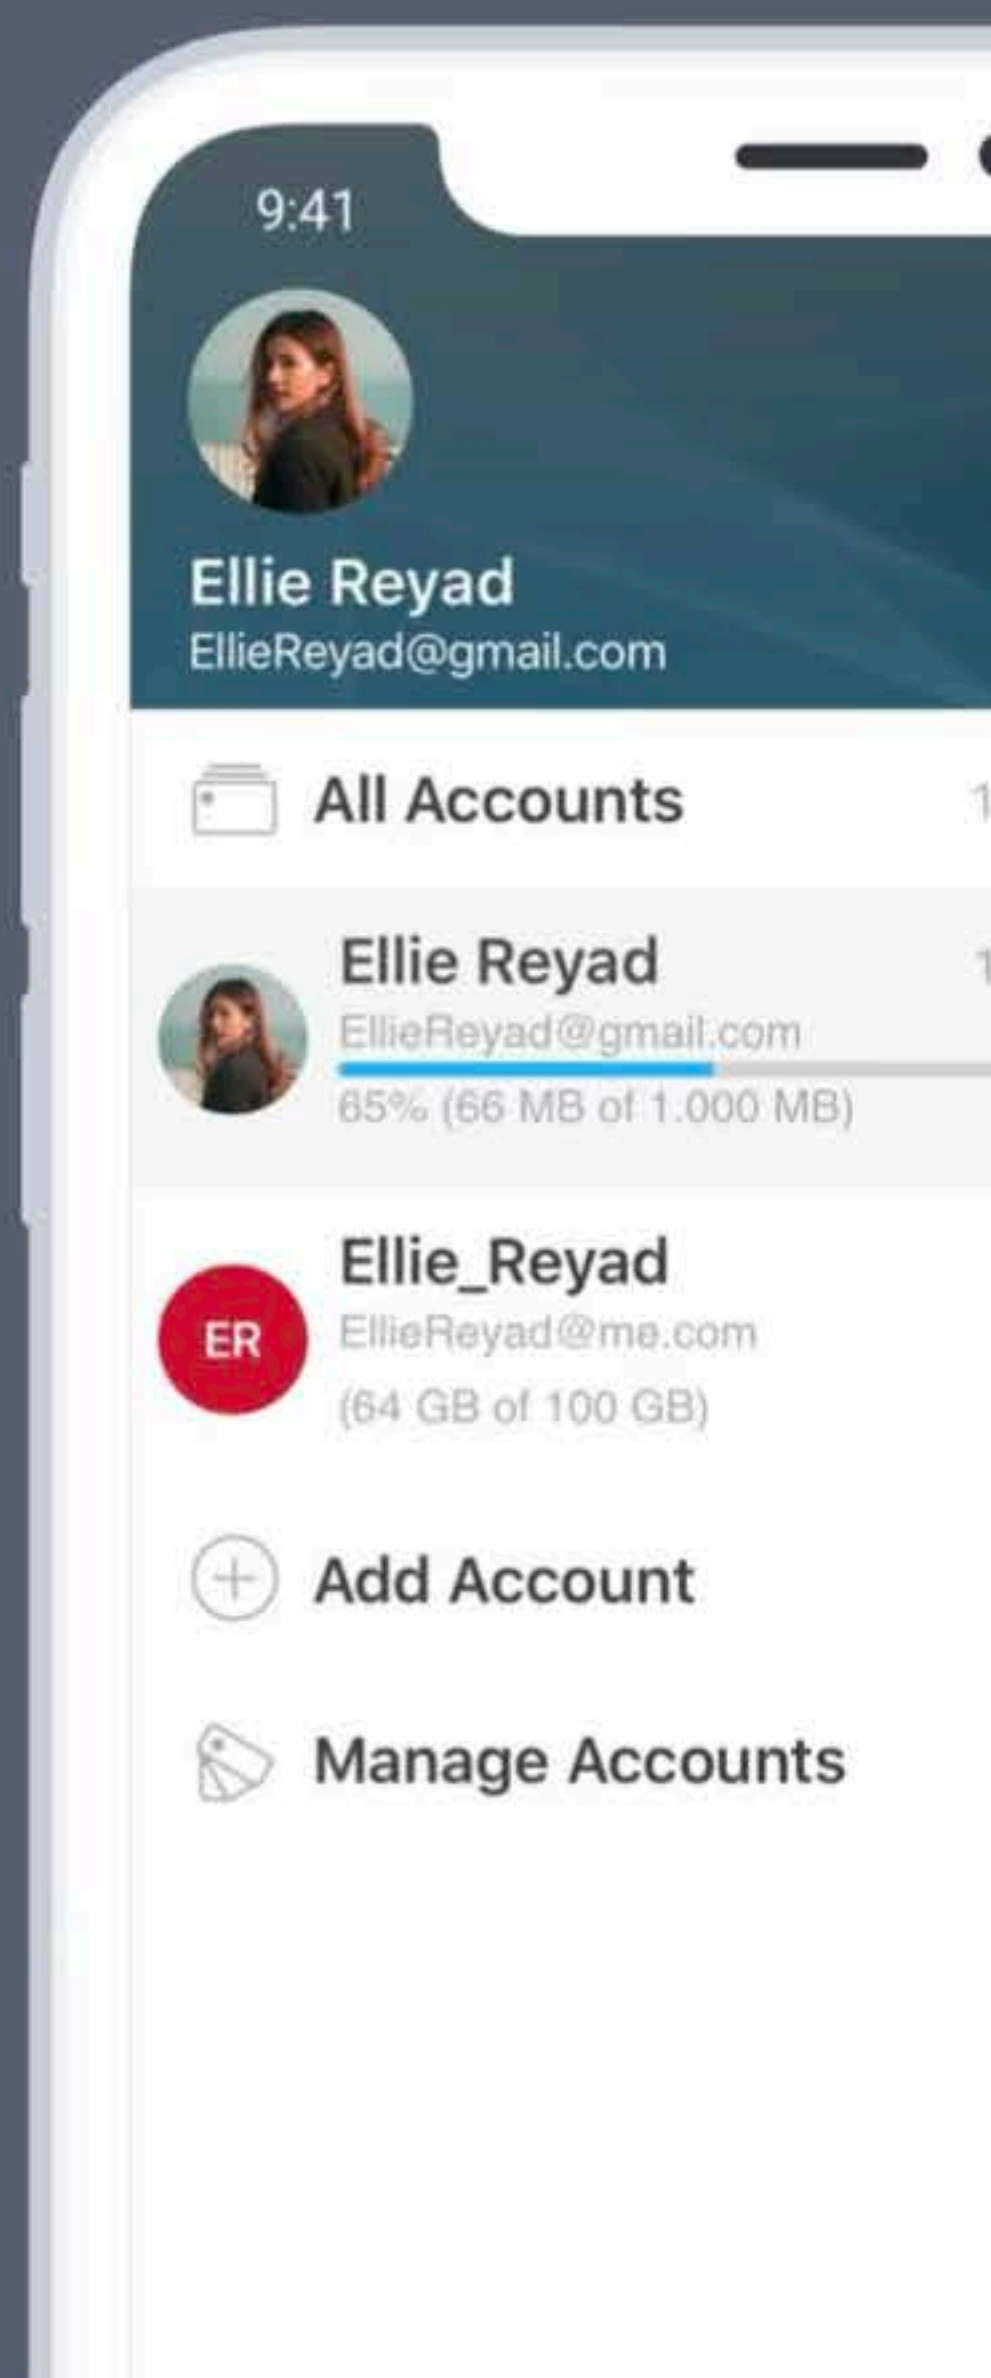 9:41
Ellie Reyad
EllieReyad@gmail.com
All Accounts
Ellie Reyad
EllieReyad@gmail.com
65% (66 MB of 1.000 MB)
Ellie_Reyad
ER
EllieReyad@me.com
(64 GB of 100 GB)
Add Account
Manage Accounts